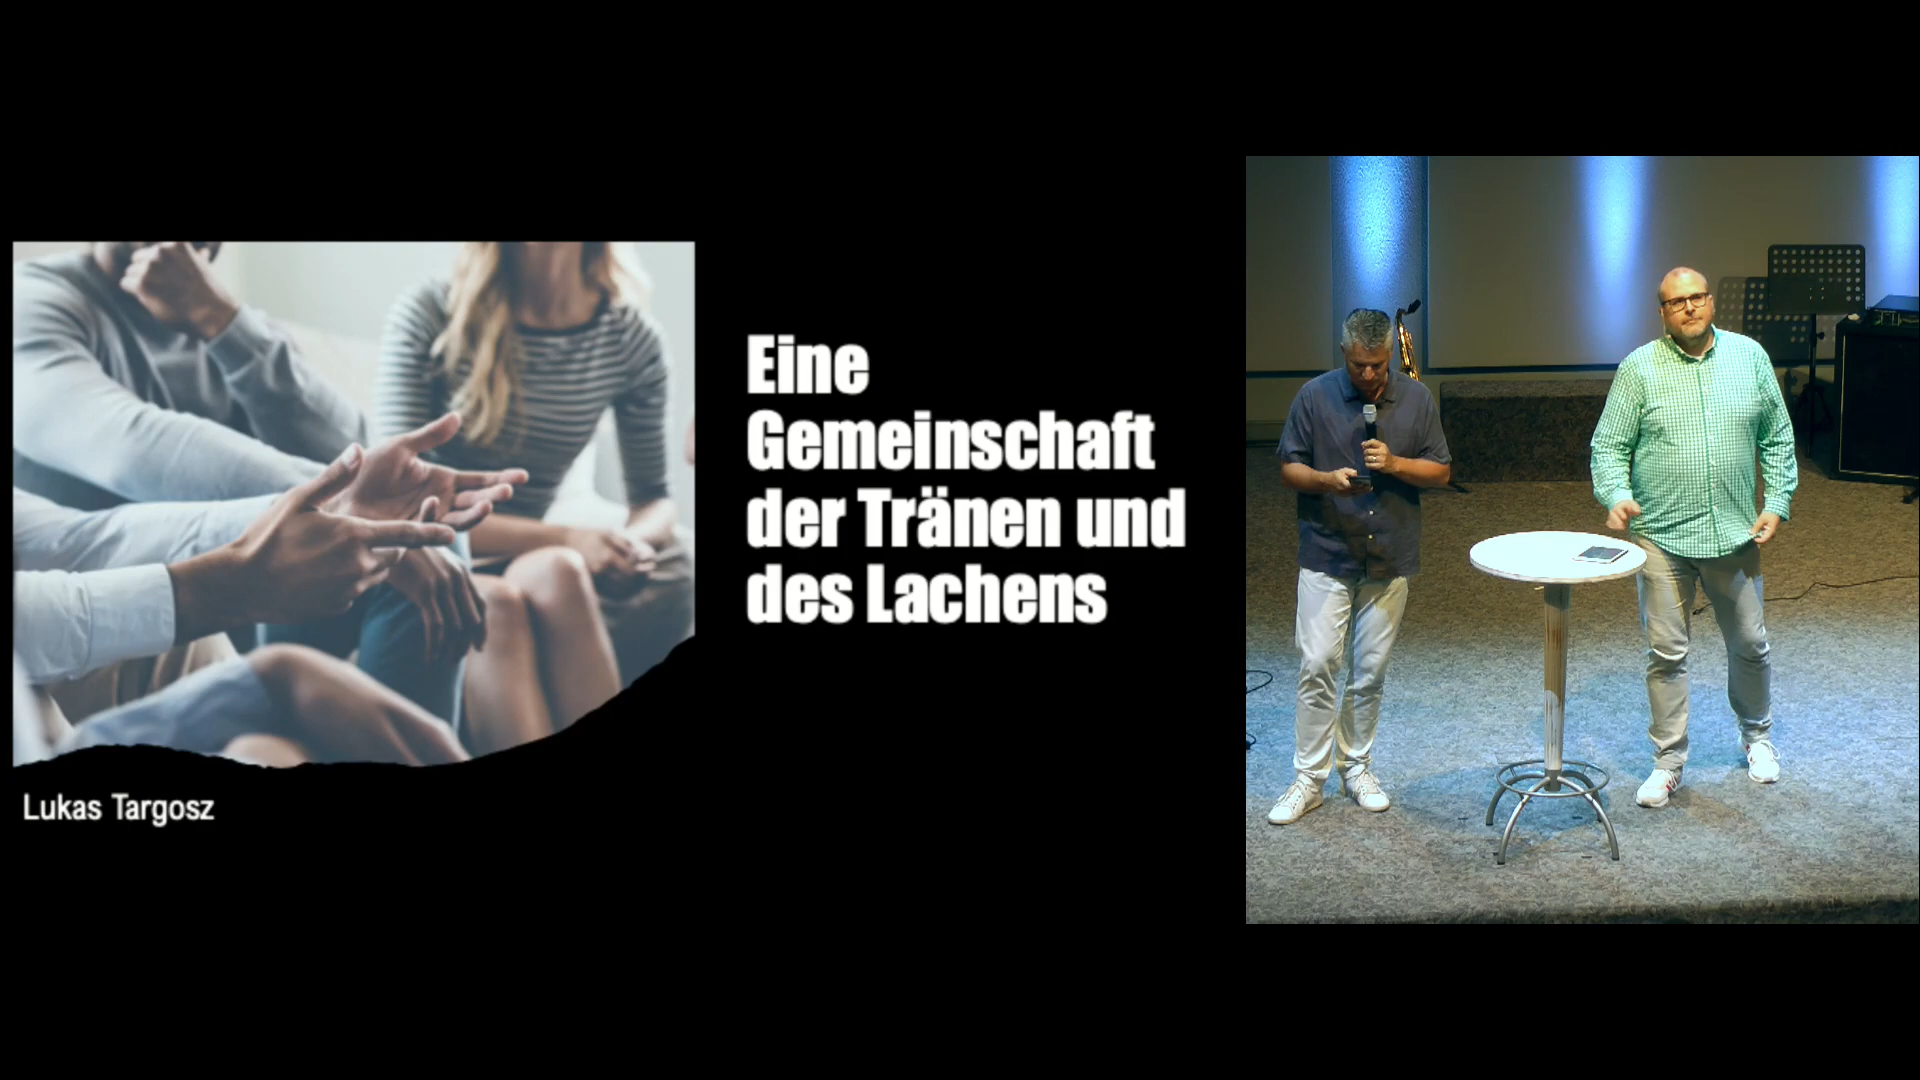 Eine
Gemeinschaft
der Tränen und
des Lachens
Lukas Targosz